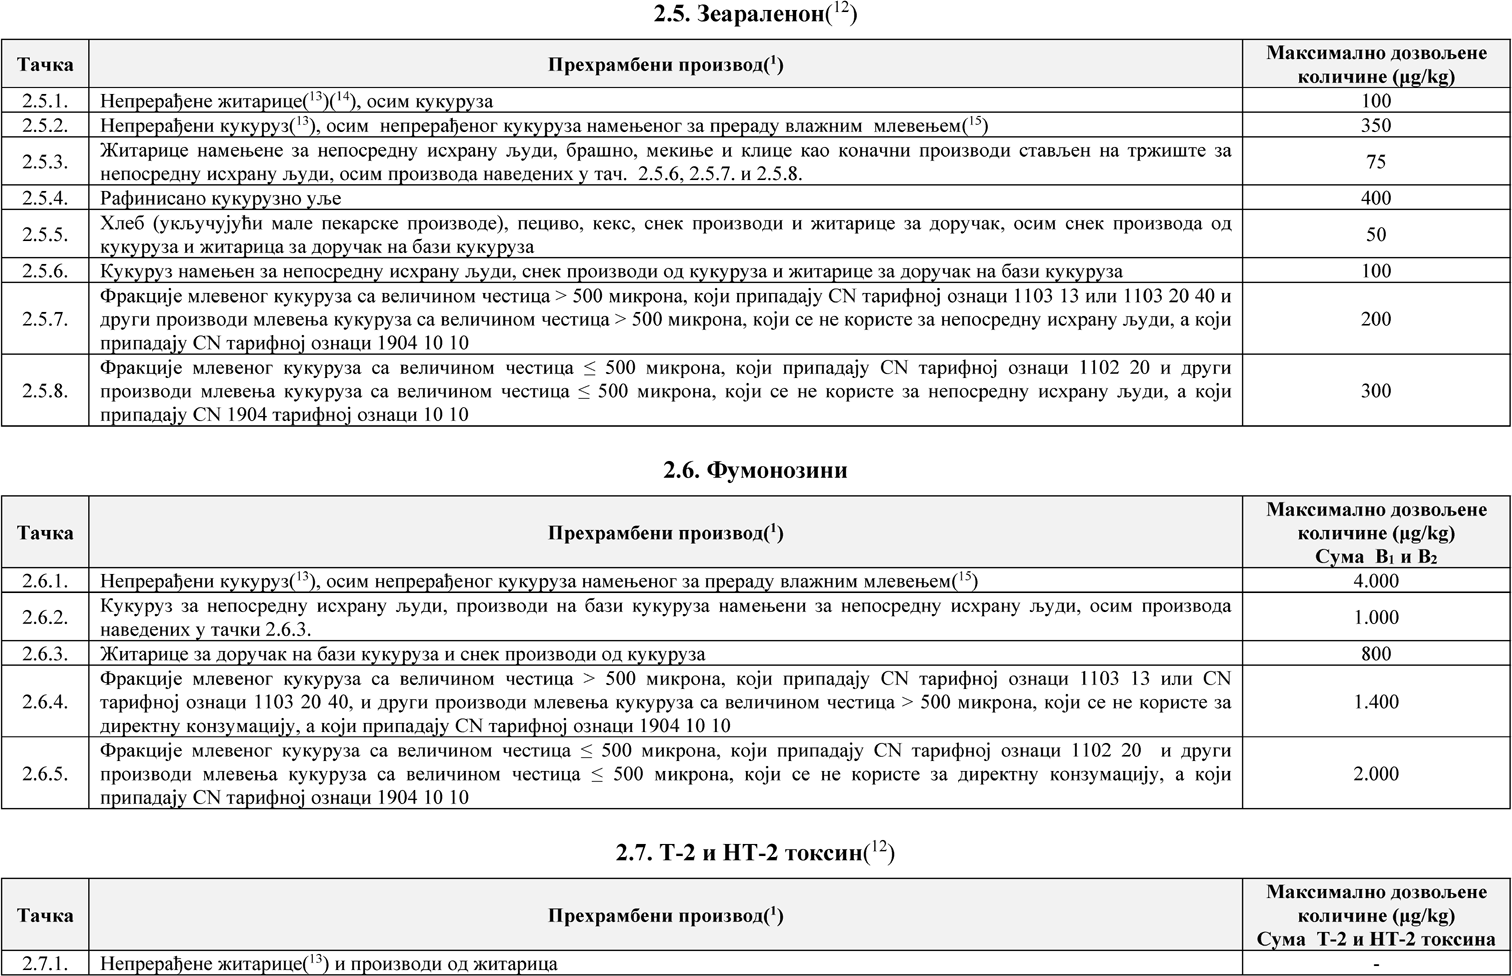 2.5. Зеараленон(12)
Тачка
Прехрамбени производ(1)
Максимално дозвољене
количине (μg/kg)
2.5.1.
Непрерађене житарице(13)(14), осим кукуруза
100
2.5.2.
Непрерађени кукуруз(13), осим непрерађеног кукуруза намењеног за прераду влажним млевењем(15)
350
2.5.3.
Житарице намењене за непосредну исхрану људи, брашно, мекиње и клице као коначни производи стављен на тржиште за
непосредну исхрану људи, осим производа наведених у тач. 2.5.6, 2.5.7. и 2.5.8.
75
2.5.4.
Рафинисано кукурузно уље
400
2.5.5.
Хлеб (укључујући мале пекарске производе), пециво, кекс, снек производи и житарице за доручак, осим снек производа од
кукуруза и житарица за доручак на бази кукуруза
50
2.5.6.
Кукуруз намењен за непосредну исхрану људи, снек производи од кукуруза и житарице за доручак на бази кукуруза
100
2.5.7.
Фракције млевеног кукуруза са величином честица > 500 микрона, који припадају CN тарифној ознаци 1103 13 или 1103 20 40 и
други производи млевења кукуруза са величином честица > 500 микрона, који се не користе за непосредну исхрану људи, а који
припадају CN тарифној ознаци 1904 10 10
200
2.5.8.
Фракције млевеног кукуруза са величином честица ≤ 500 микрона, који припадају CN тарифној ознаци 1102 20 и други
производи млевења кукуруза са величином честица ≤ 500 микрона, који се не користе за непосредну исхрану људи, а који
припадају CN 1904 тарифној ознаци 10 10
300
2.6. Фумонозини
Тачка
Прехрамбени производ(1)
Максимално дозвољене
количине (μg/kg)
Сума B1 и B2
2.6.1.
Непрерађени кукуруз(13), осим непрерађеног кукуруза намењеног за прераду влажним млевењем(15)
4.000
2.6.2.
Кукуруз за непосредну исхрану људи, производи на бази кукуруза намењени за непосредну исхрану људи, осим производа
наведених у тачки 2.6.3.
1.000
2.6.3.
Житарице за доручак на бази кукуруза и снек производи од кукуруза
800
2.6.4.
Фракције млевеног кукуруза са величином честица > 500 микрона, који припадају CN тарифној ознаци 1103 13 или CN
тарифној ознаци 1103 20 40, и други производи млевења кукуруза са величином честица > 500 микрона, који се не користе за
директну конзумацију, а који припадају CN тарифној ознаци 1904 10 10
1.400
2.6.5.
Фракције млевеног кукуруза са величином честица ≤ 500 микрона, који припадају CN тарифној ознаци 1102 20 и други
производи млевења кукуруза са величином честица ≤ 500 микрона, који се не користе за директну конзумацију, а који
припадају CN тарифној ознаци 1904 10 10
2.000
2.7. Т-2 и НТ-2 токсин(12)
Тачка
Прехрамбени производ(1)
Максимално дозвољене
количине (μg/kg)
Сума Т-2 и НТ-2 токсина
2.7.1.
Непрерађене житарице(13) и производи од житарица
-